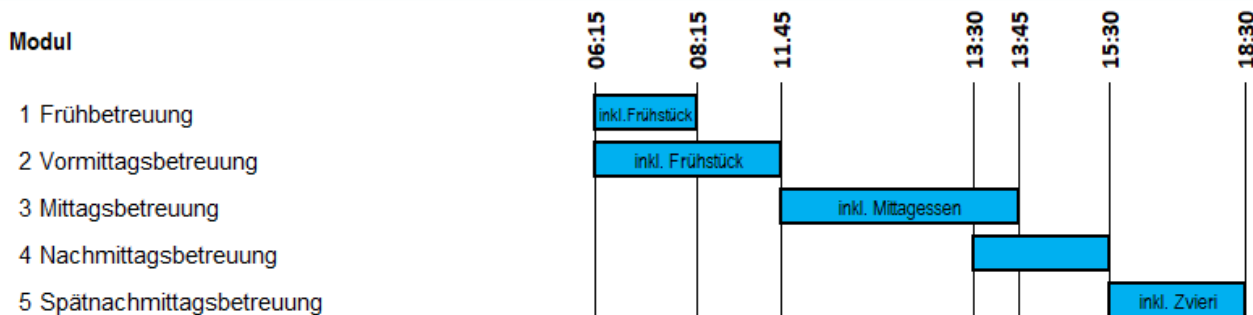 Modul
06:15 08:15 11.45 13:30 13:45 15:30 18:30
1 Frühbetreuung inkl.Frühstück
2 Vormittagsbetreuung inkl. Frühstück
3 Mittagsbetreuung inkl. Mittagessen
4 Nachmittagsbetreuung
5 Spätnachmittagsbetreuung inkl. Zvieri